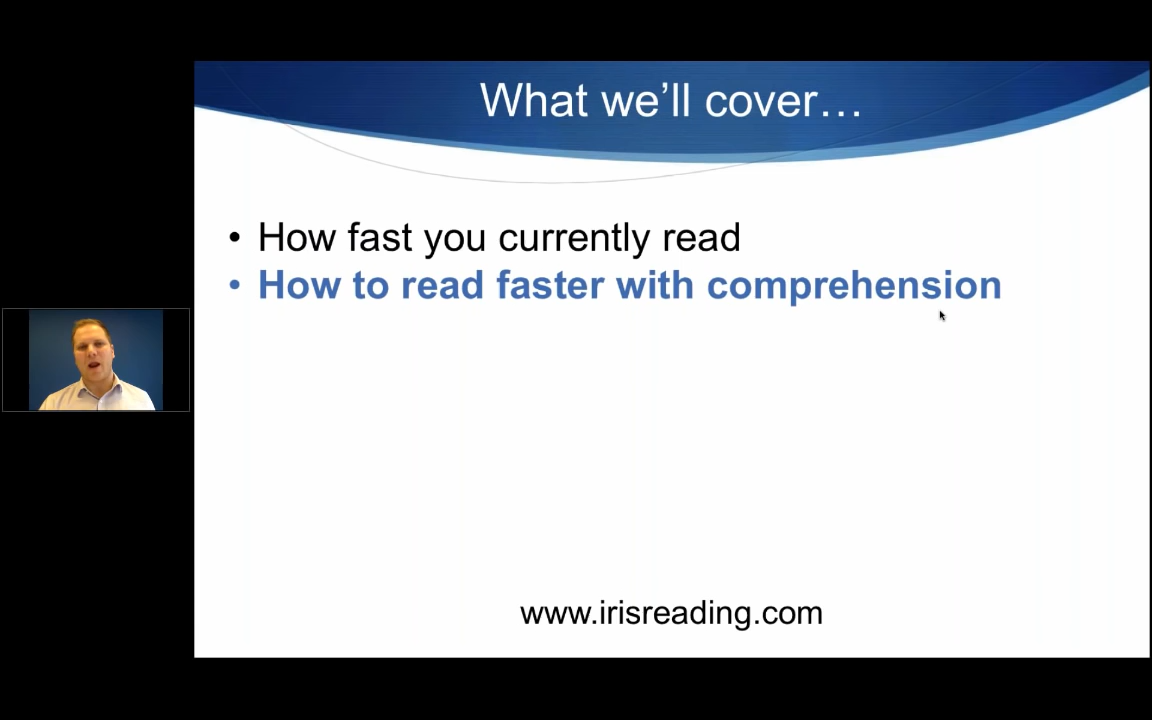 What we'll cover…
• How fast you currently read
• How to read faster with comprehension
www.irisreading.com